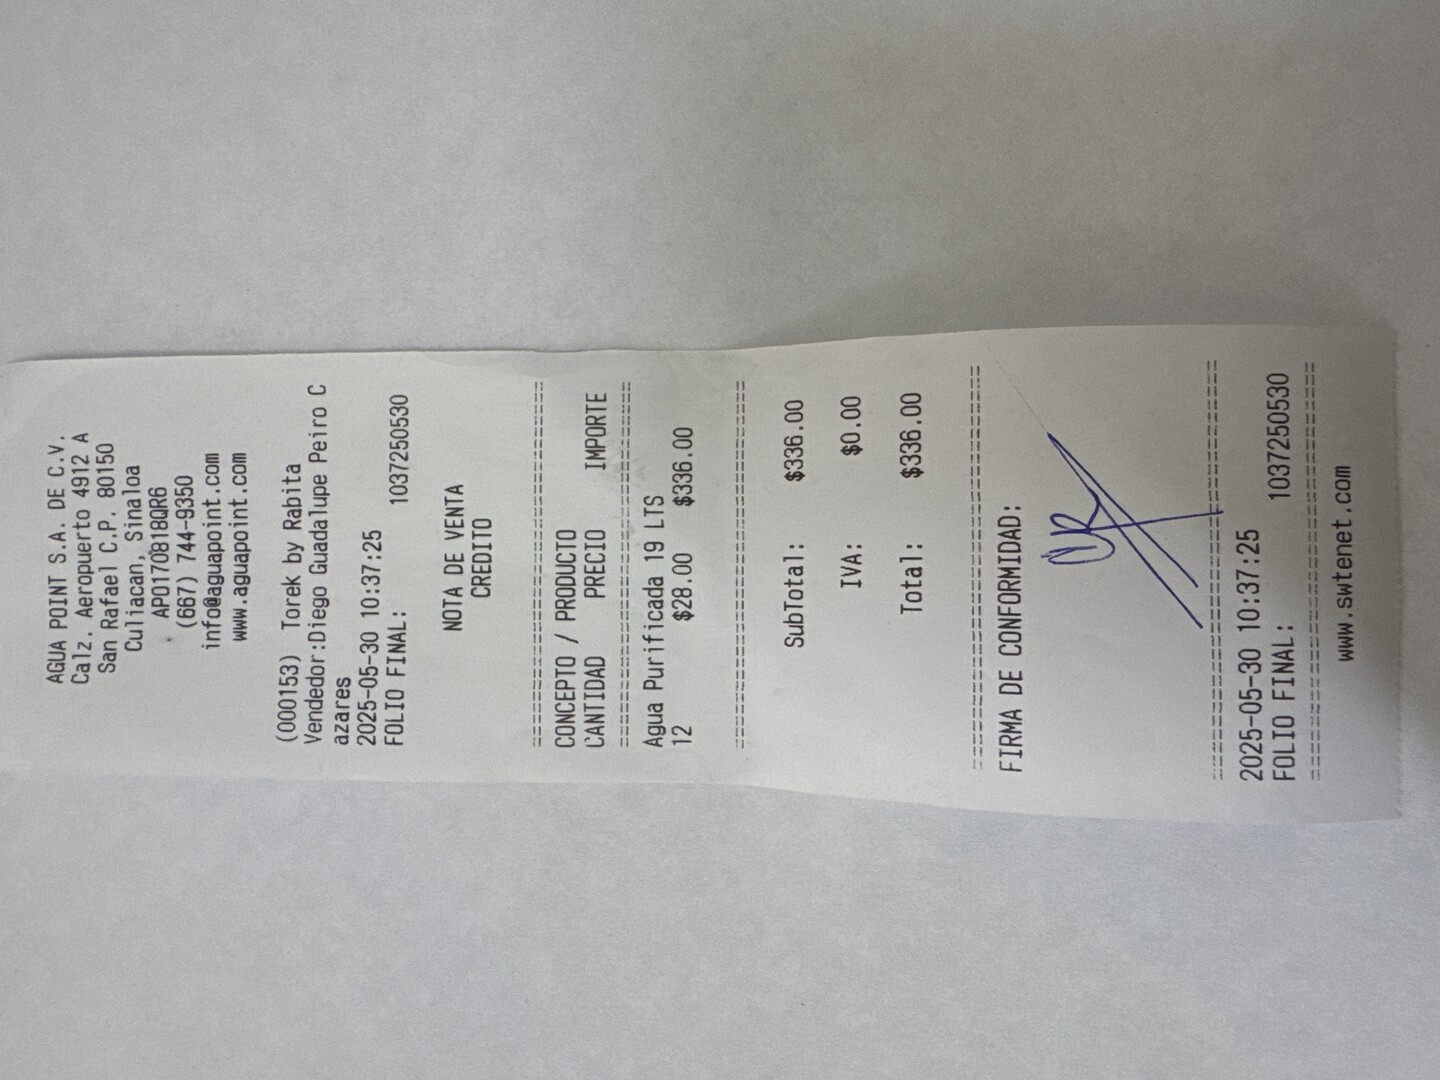 AGUA POINT S.A. DE C.V.
Calz. Aeropuerto 4912 A
San Rafael C.P. 80150
Culiacan, Sinaloa
APO170818QR6
(667) 744-9350
info@aguapoint.com
www.aguapoint.com
(000153) Torek by Rabita
Vendedor:Diego Guadalupe Peiro C
azares
2025-05-30 10:37:25
FOLIO FINAL: 1037250530
NOTA DE VENTA
CREDITO
================================
CONCEPTO / PRODUCTO
CANTIDAD PRECIO IMPORTE
================================
Agua Purificada 19 LTS
12 $28.00 $336.00
================================
SubTotal: $336.00
IVA: $0.00
Total: $336.00
================================
FIRMA DE CONFORMIDAD:
================================
2025-05-30 10:37:25
FOLIO FINAL: 1037250530
================================
www.swtenet.com